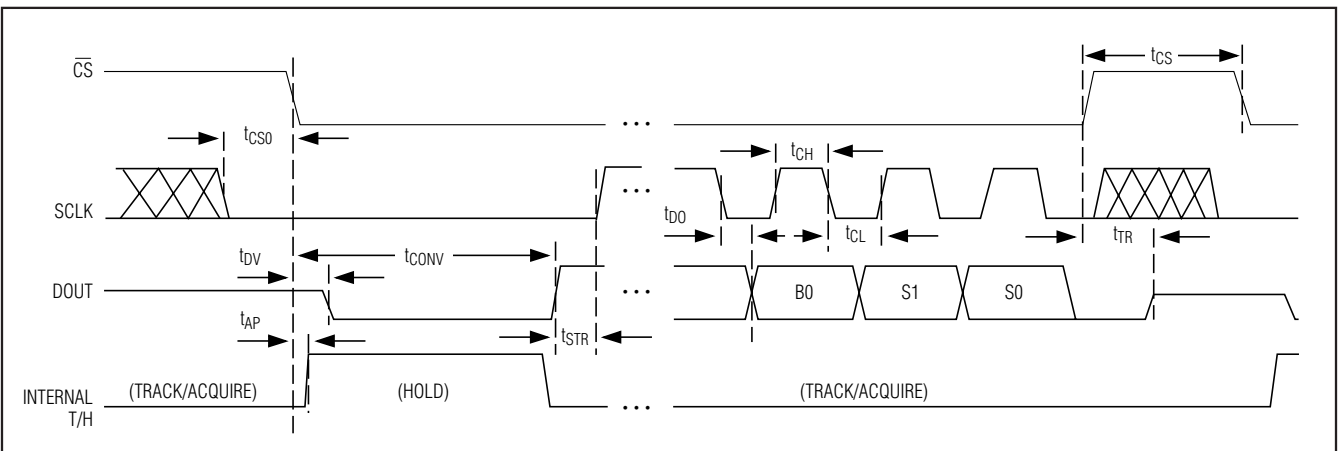 tCS
CS
tCS0
tCH
SCLK
tDO
tCL
tTR
tDV
tCONV
DOUT
B0
S1
S0
tAP
tSTR
(TRACK/ACQUIRE)
(HOLD)
(TRACK/ACQUIRE)
INTERNAL
T/H